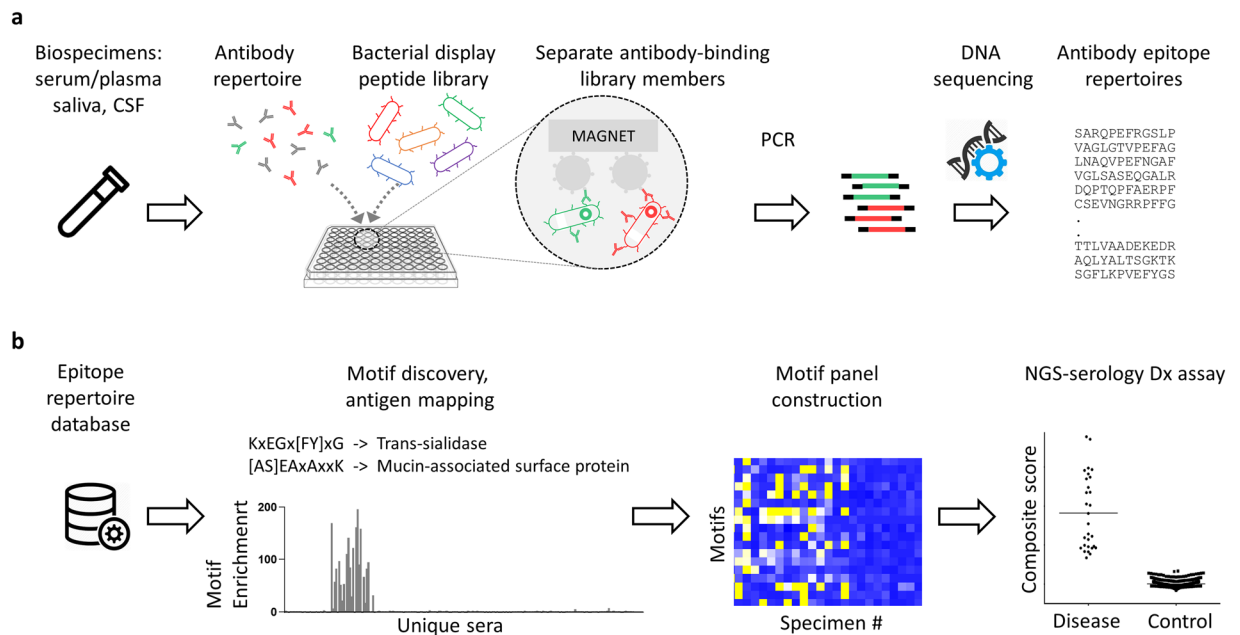 a
Biospecimens:
serum/plasma
saliva, CSF
Antibody
repertoire
Bacterial display
peptide library
Separate antibody-binding
library members
MAGNET
PCR
DNA
sequencing
Antibody epitope
repertoires
SARQPEFRGSLP
VAGLGTVPEFAG
LNAQVPEFNGAF
VGLSASEQGALR
DQPTQPFAERPF
CSEVNGRRPFFG
.
.
TTLVAADEKEDR
AQLYALTSGKTK
SGFLKPVEFYGS
b
Epitope
repertoire
database
Motif discovery,
antigen mapping
KxEGx[FY]xG -> Trans-sialidase
[AS]EAxAxxK -> Mucin-associated surface protein
Motif
Enrichmenrt
200
100
0
Unique sera
Motif panel
construction
Motifs
Specimen #
NGS-serology Dx assay
Composite score
Disease
Control